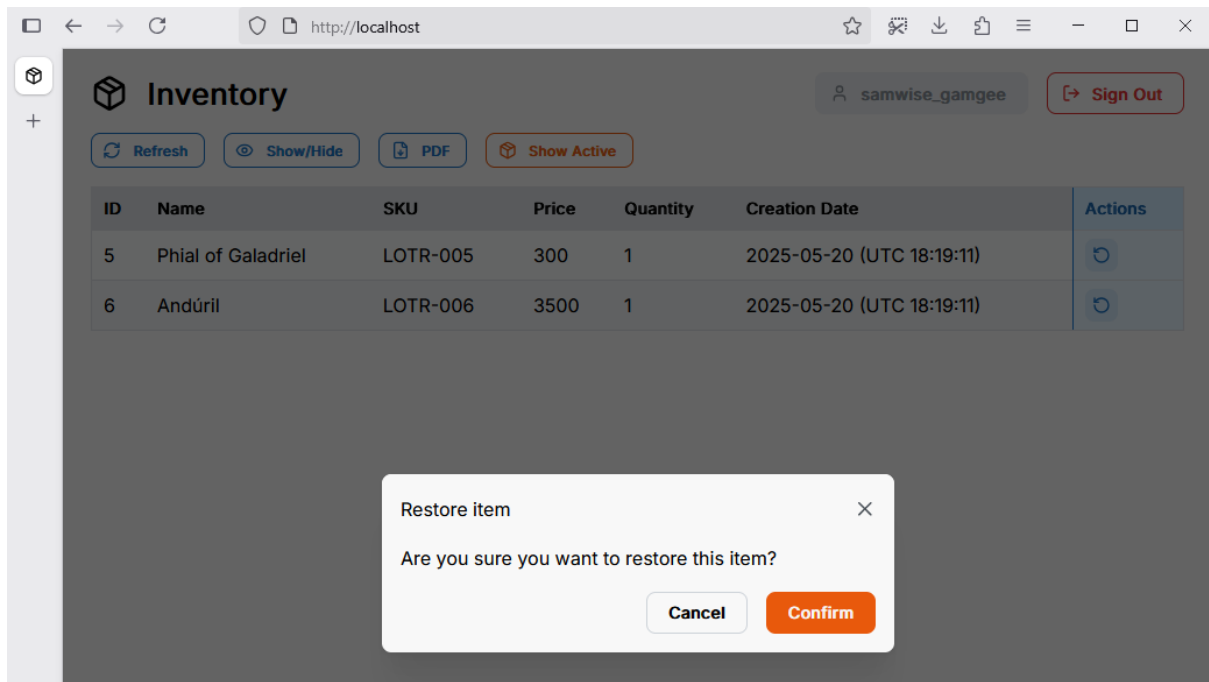 http://localhost
Inventory
samwise_gamgee
Sign Out
Refresh
Show/Hide
PDF
Show Active
ID Name SKU Price Quantity Creation Date Actions
5 Phial of Galadriel LOTR-005 300 1 2025-05-20 (UTC 18:19:11)
6 Andúril LOTR-006 3500 1 2025-05-20 (UTC 18:19:11)
Restore item
Are you sure you want to restore this item?
Cancel
Confirm